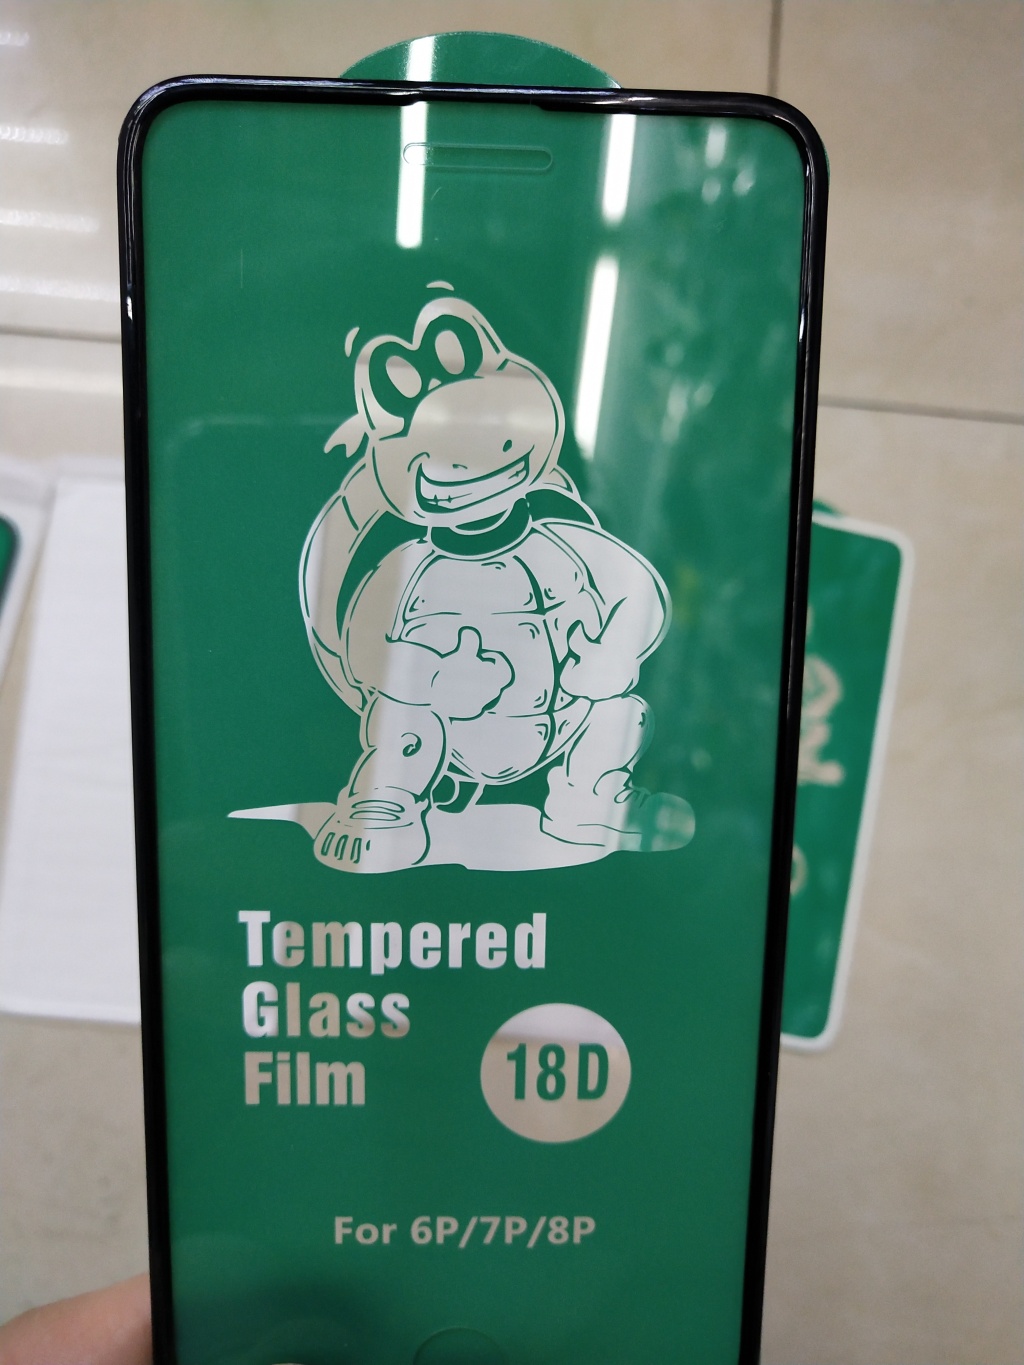 Tempered
Glass
Film
18D
For 6P/7P/8P